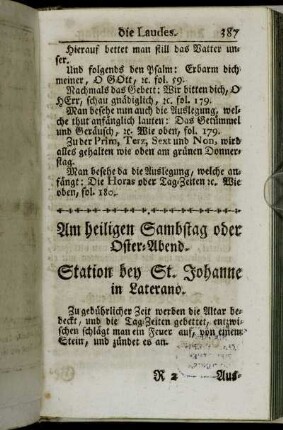 die Laudes. 387
Hierauf bettet man still das Vatter un-
ser.
Und folgends den Psalm: Erbarm dich
meiner, O GOtt, ꝛc. fol. 59.
Nachmals das Gebett: Wir bitten dich, O
HErr, schau gnädiglich, ꝛc. fol. 179.
Man besehe nun auch die Auslegung, wel-
che thut anfänglich lauten: Das Getümmel
und Geräusch, ꝛc. Wie oben, fol. 179.
Zu der Prim, Terz, Sext und Non, wird
alles gehalten wie oben am grünen Donners-
stag.
Man besehe da die Auslegung, welche an-
fängt: Die Horas oder Tag-Zeiten ꝛc. Wie
oben, fol. 180.
Am heiligen Sambstag oder
Oster-Abend.
Station bey St. Johanne
in Laterano.
Zu gebührlicher Zeit werden die Altar be-
deckt, und die Tag-Zeiten gebettet, entzwi-
schen schlägt man ein Feuer auf, von einem
Stein, und zündet es an.
R 2 Aus-